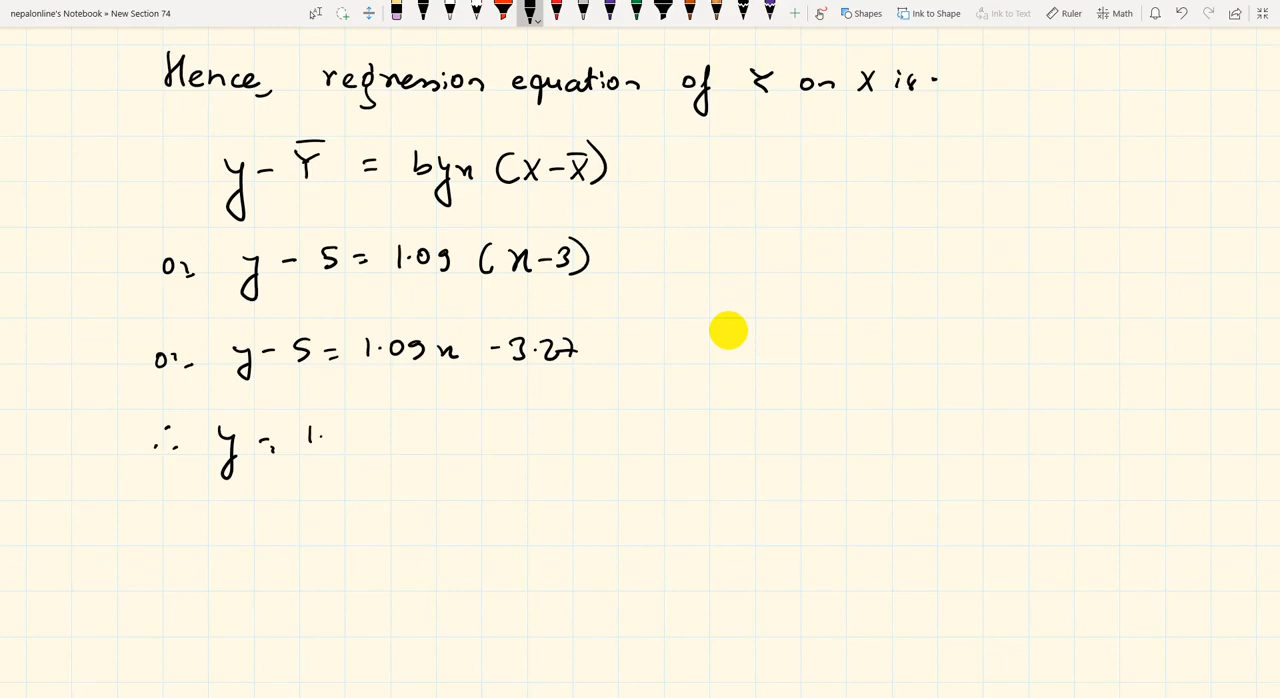 nepalonline's Notebook » New Section 74
Shapes Ink to Shape Ink to Text Ruler Math
Hence, regression equation of Y on X is.
y - Y̅ = byx (X - X̅)
or, y - 5 = 1.09 (x - 3)
or, y - 5 = 1.09x - 3.27
∴ y = 1.